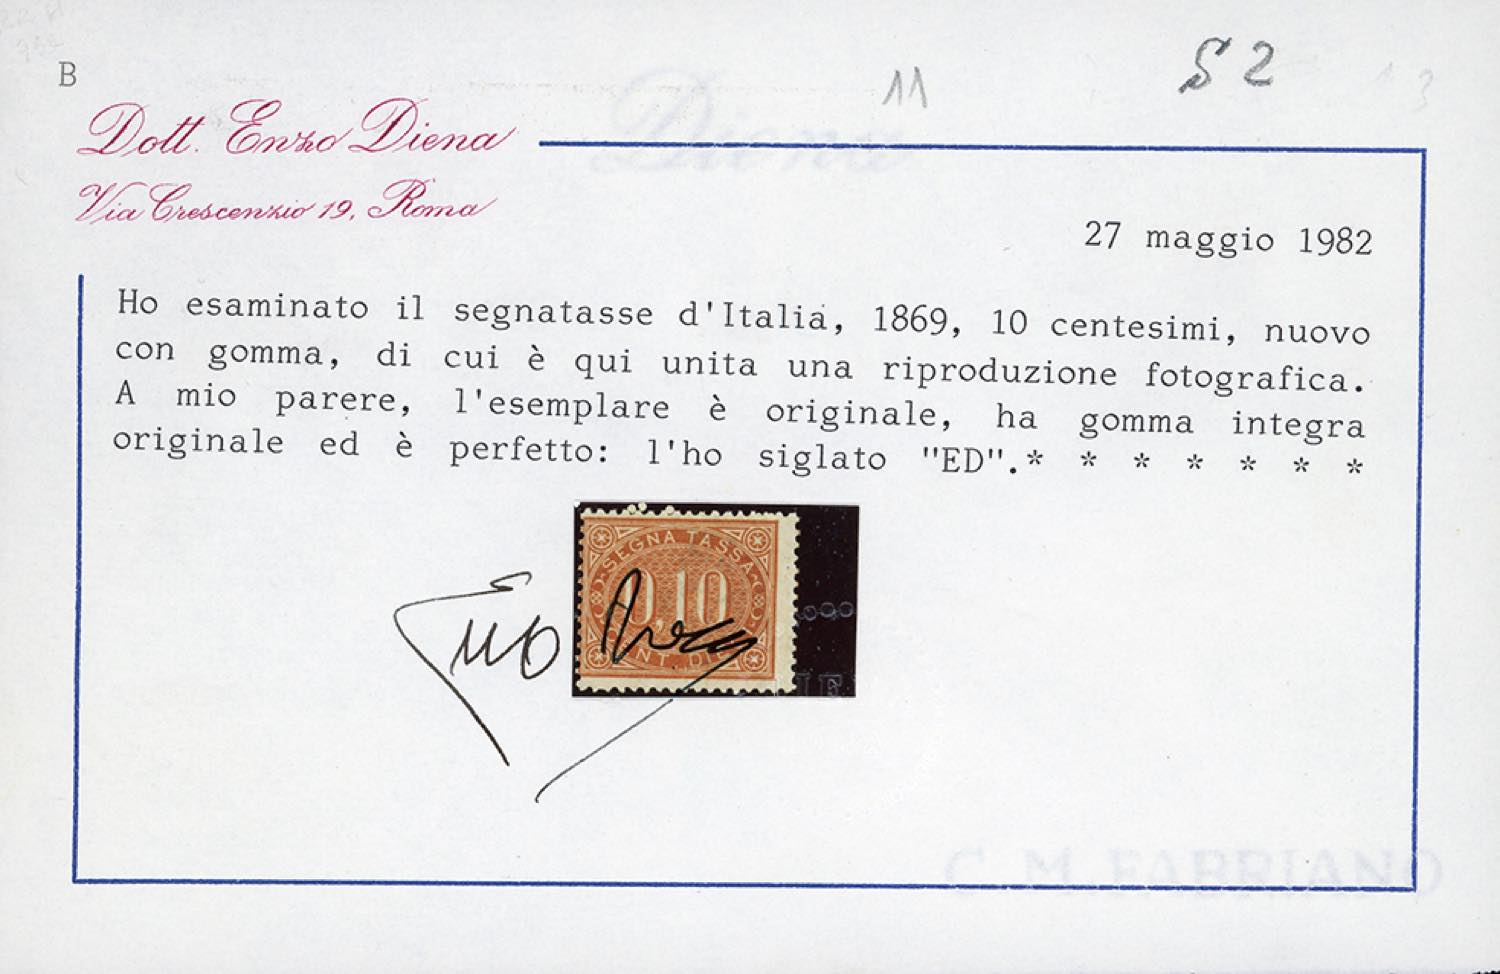 B
11
S 2
Dott. Enzo Diena
Via Crescenzio 19, Roma
27 maggio 1982
Ho esaminato il segnatasse d'Italia, 1869, 10 centesimi, nuovo
con gomma, di cui è qui unita una riproduzione fotografica.
A mio parere, l'esemplare è originale, ha gomma integra
originale ed è perfetto: l'ho siglato "ED".* * * * * * *
SEGNA TASSA
0,10
Diena
C. M. FABRIANO